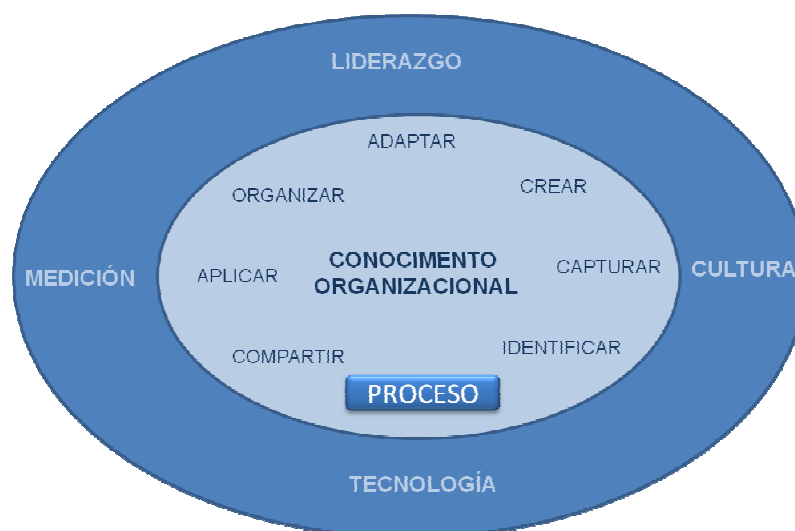 LIDERAZGO
ADAPTAR
ORGANIZAR
CREAR
MEDICIÓN
APLICAR
CONOCIMENTO
ORGANIZACIONAL
CAPTURAR
CULTURA
COMPARTIR
IDENTIFICAR
PROCESO
TECNOLOGÍA